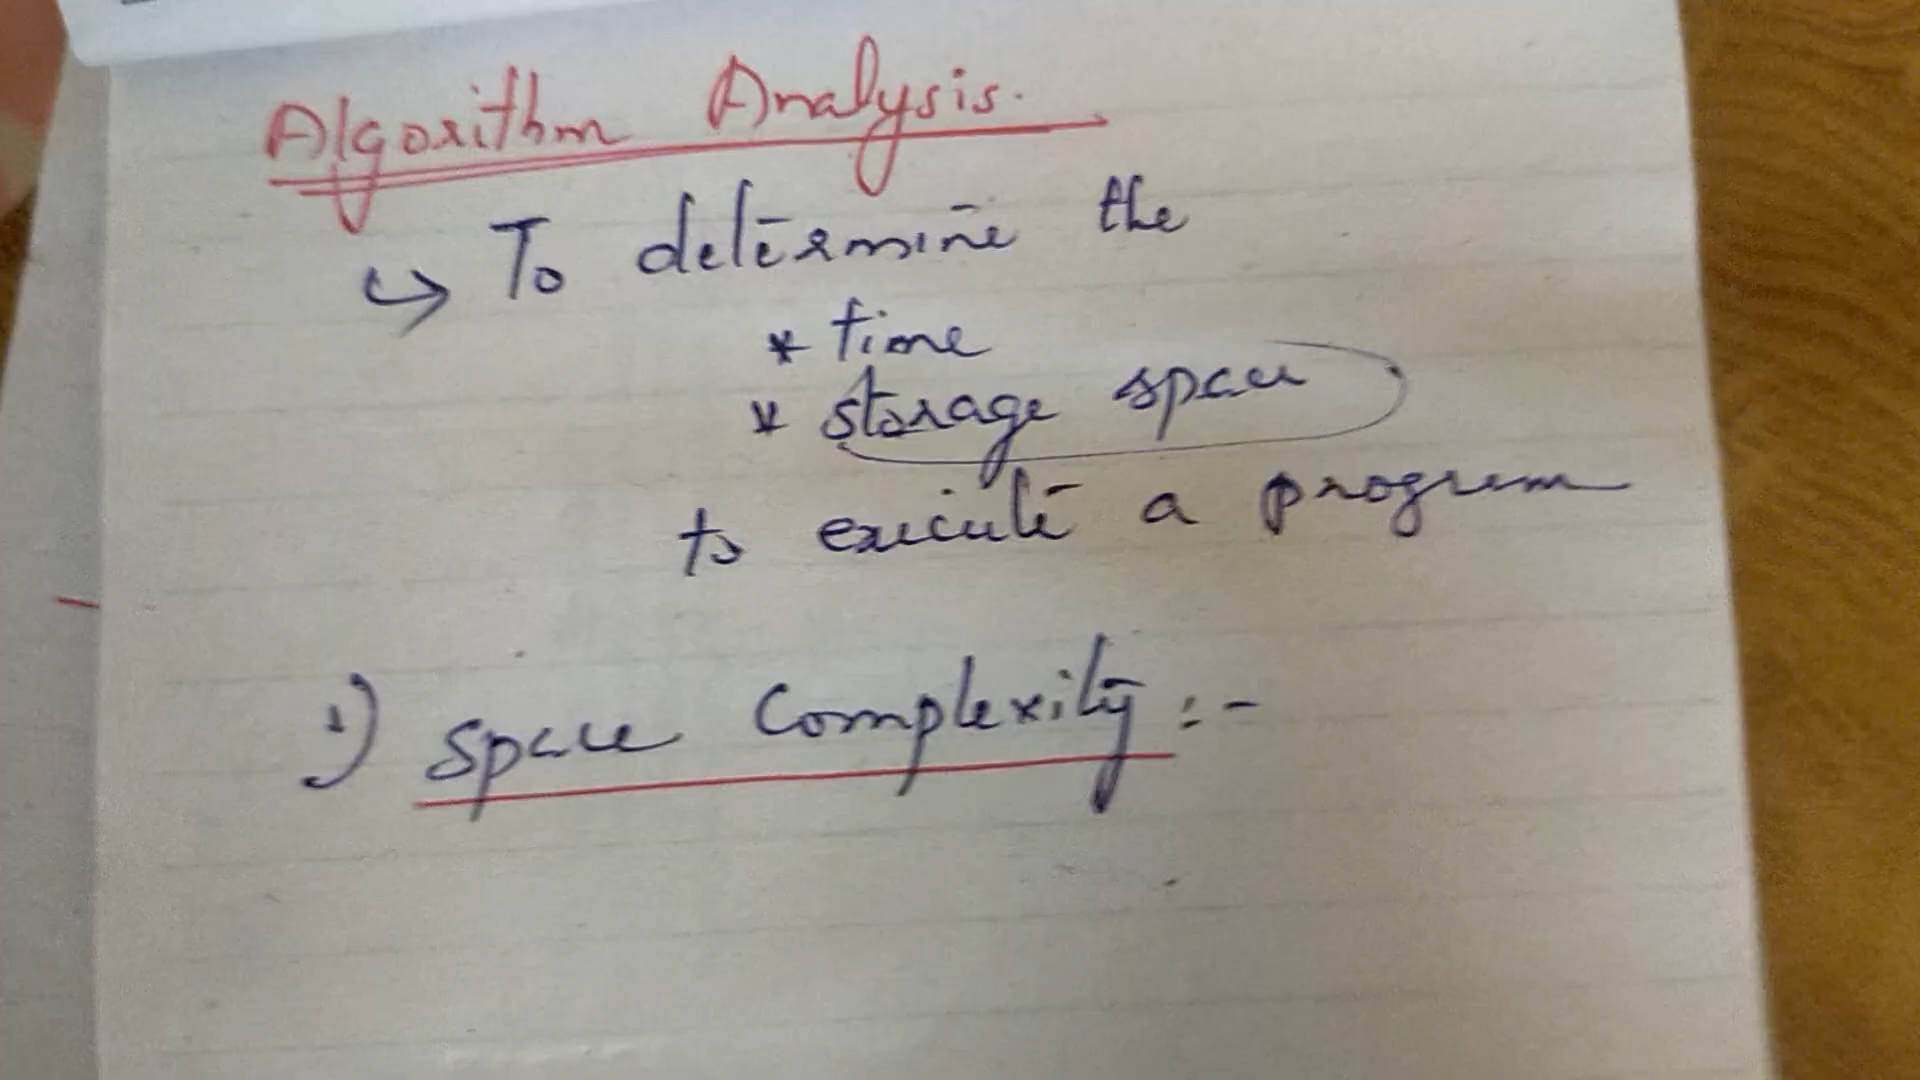 Algorithm Analysis.
↳ To determine the
* time
* storage space
to execute a program
1) Space Complexity :-